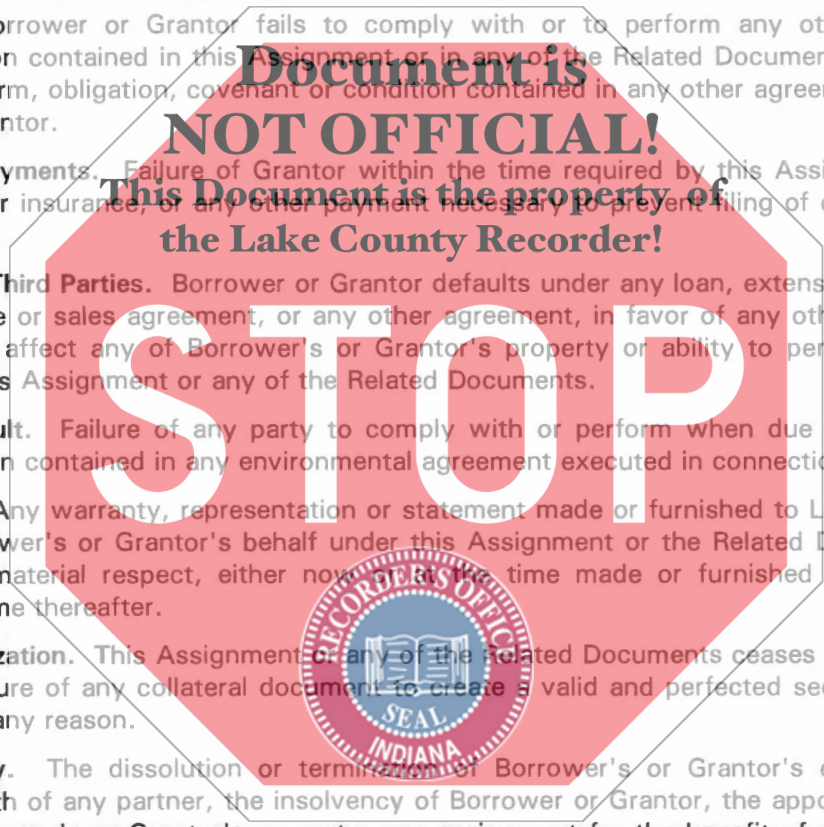 orrower or Grantor fails to comply with or to perform any ot
n contained in this Assignment or in any of the Related Documen
rm, obligation, covenant or condition contained in any other agreem
ntor.
Document is
NOT OFFICIAL!
This Document is the property of
the Lake County Recorder!
yments. Failure of Grantor within the time required by this Assi
r insurance, or any other payment necessary to prevent filing of o
Third Parties. Borrower or Grantor defaults under any loan, extens
e or sales agreement, or any other agreement, in favor of any oth
affect any of Borrower's or Grantor's property or ability to per
s Assignment or any of the Related Documents.
STOP
ult. Failure of any party to comply with or perform when due
n contained in any environmental agreement executed in connectio
Any warranty, representation or statement made or furnished to L
wer's or Grantor's behalf under this Assignment or the Related D
material respect, either now or at the time made or furnished
ne thereafter.
zation. This Assignment or any of the Related Documents ceases
ure of any collateral document to create a valid and perfected sec
any reason.
RECORDER'S OFFICE
SEAL
INDIANA
y. The dissolution or termination of Borrower's or Grantor's e
th of any partner, the insolvency of Borrower or Grantor, the appo